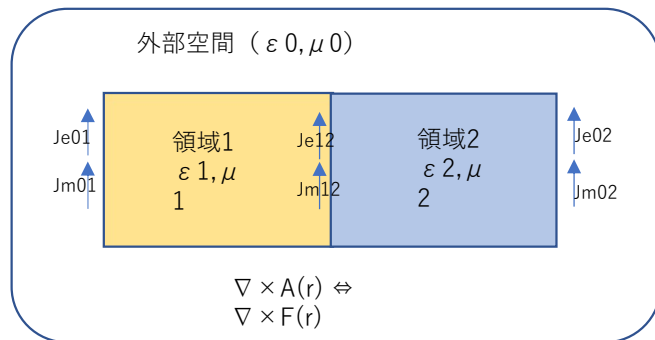 外部空間（ε0,μ0）
Je01
Jm01
領域1
ε1,μ
1
Je12
Jm12
領域2
ε2,μ
2
Je02
Jm02
∇×A(r) ⇔
∇×F(r)